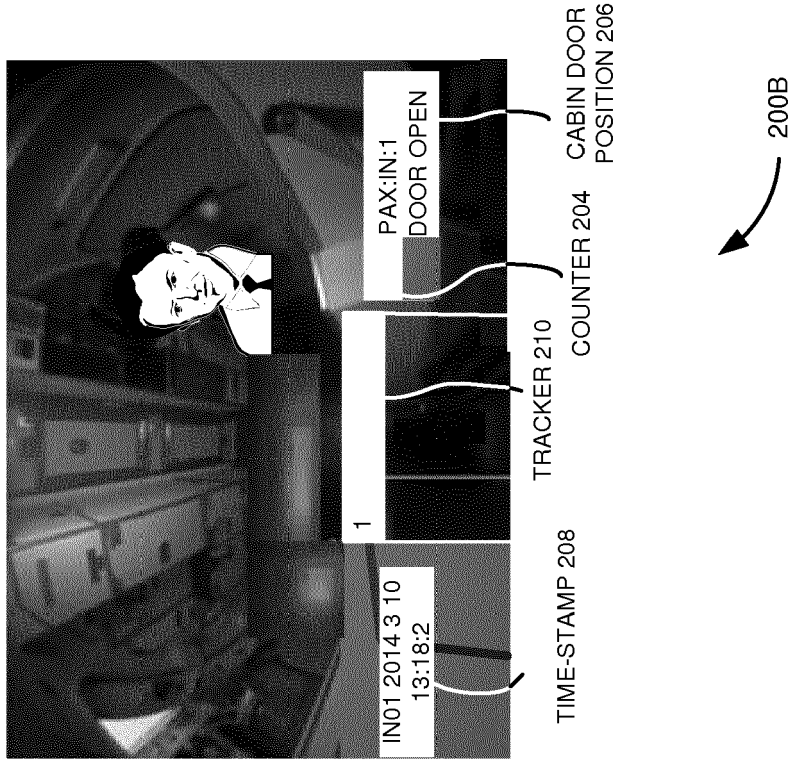 IN01 2014 3 10
13:18:2
1
PAX:IN:1
DOOR OPEN
TIME-STAMP 208
TRACKER 210
COUNTER 204
CABIN DOOR
POSITION 206
200B